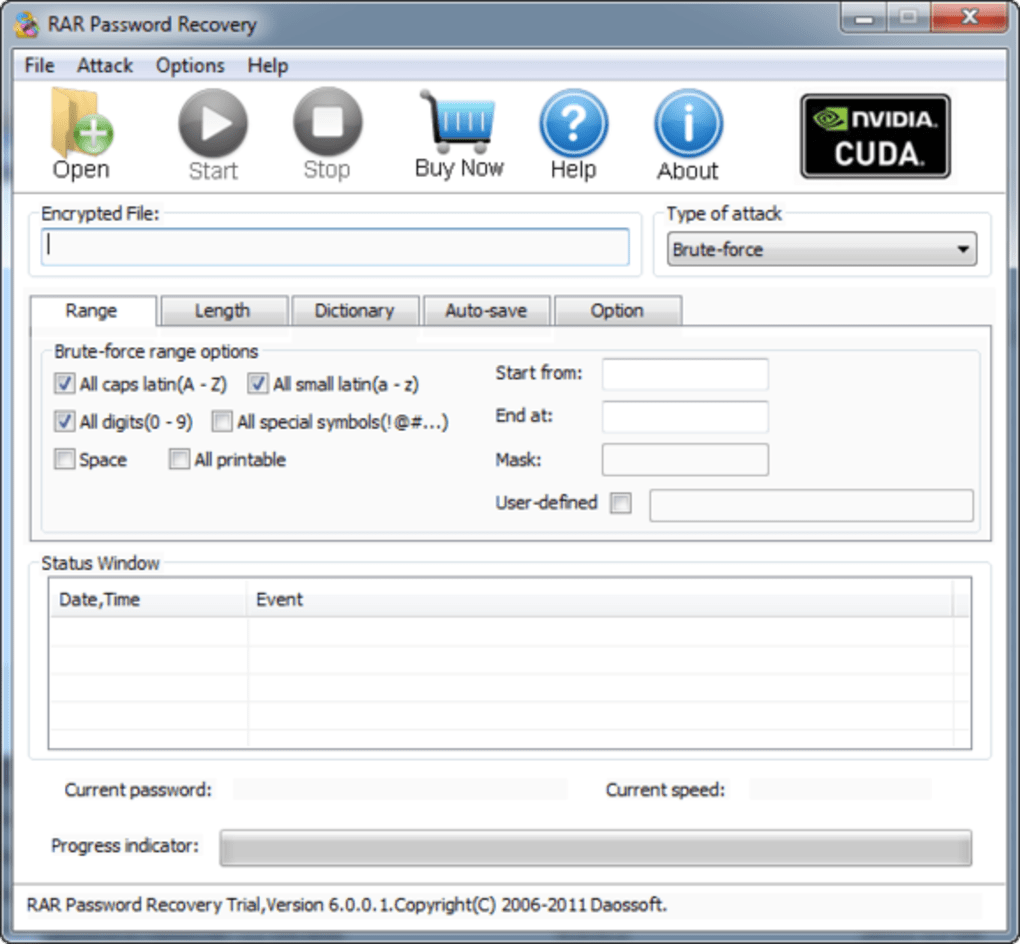 RAR Password Recovery
File Attack Options Help
Open Start Stop Buy Now Help About
NVIDIA.
CUDA.
Encrypted File:
Type of attack
Brute-force
Range Length Dictionary Auto-save Option
Brute-force range options
All caps latin(A - Z) All small latin(a - z)
Start from:
All digits(0 - 9) All special symbols(!@#...)
End at:
Space All printable
Mask:
User-defined
Status Window
Date,Time Event
Current password: Current speed:
Progress indicator:
RAR Password Recovery Trial,Version 6.0.0.1.Copyright(C) 2006-2011 Daossoft.